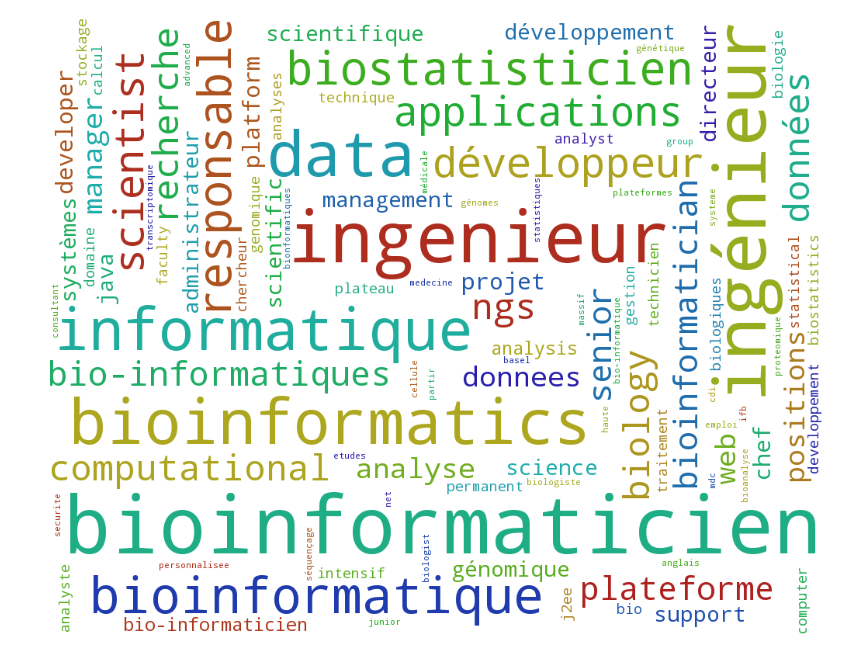 scientifique
développement
génétique
biostatisticien
applications
technique
analyst
group
data
développeur
médicale
plateformes
management
génomes
statistiques
ingenieur
stockage
calcul
advanced
developer
manager
scientist
recherche
responsable
platform
analyses
directeur
ingénieur
biologie
données
transcriptomique
administrateur
génomique
scientific
bionformatiques
systèmes
domaine
java
faculty
chercheur
consultant
plateau
medecine
projet
ngs
massif
senior
bio-informatique
gestion
technicien
bioinformatician
systeme
biologiques
proteomique
statistical
biostatistics
informatique
analysis
basel
bio-informatiques
cellule
partir
donnees
haute
biology
traitement
cdi
ifb
positions
developpement
bioinformatics
emploi
web
chef
bioanalyse
mdc
etudes
computational
analyse
science
permanent
biologiste
net
securite
bioinformaticien
personnalisee
séquençage
intensif
biologist
génomique
anglais
analyste
bioinformatique
j2ee
plateforme
bio
support
computer
bio-informaticien
junior